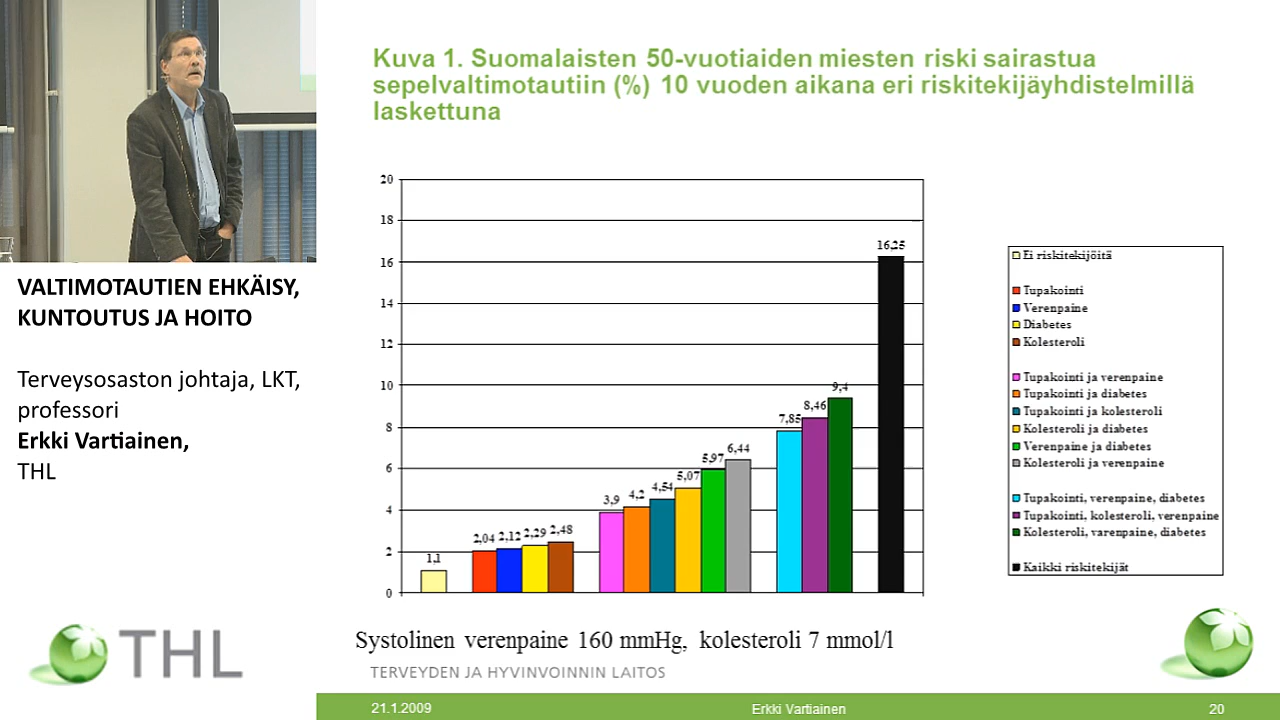 VALTIMOTAUTIEN EHKÄISY,
KUNTOUTUS JA HOITO
Terveysosaston johtaja, LKT,
professori
Erkki Vartiainen,
THL
THL
Kuva 1. Suomalaisten 50-vuotiaiden miesten riski sairastua
sepelvaltimotautiin (%) 10 vuoden aikana eri riskitekijäyhdistelmillä
laskettuna
20
18
16
14
12
10
8
6
4
2
0
1,1
2,04
2,12
2,29
2,48
3,9
4,2
4,54
5,07
5,97
6,44
7,85
8,46
9,4
16,25
Ei riskitekijöitä
Tupakointi
Verenpaine
Diabetes
Kolesteroli
Tupakointi ja verenpaine
Tupakointi ja diabetes
Tupakointi ja kolesteroli
Kolesteroli ja diabetes
Verenpaine ja diabetes
Kolesteroli ja verenpaine
Tupakointi, verenpaine, diabetes
Tupakointi, kolesteroli, verenpaine
Kolesteroli, varenpaine, diabetes
Kaikki riskitekijät
Systolinen verenpaine 160 mmHg, kolesteroli 7 mmol/l
TERVEYDEN JA HYVINVOINNIN LAITOS
21.1.2009
Erkki Vartiainen
20